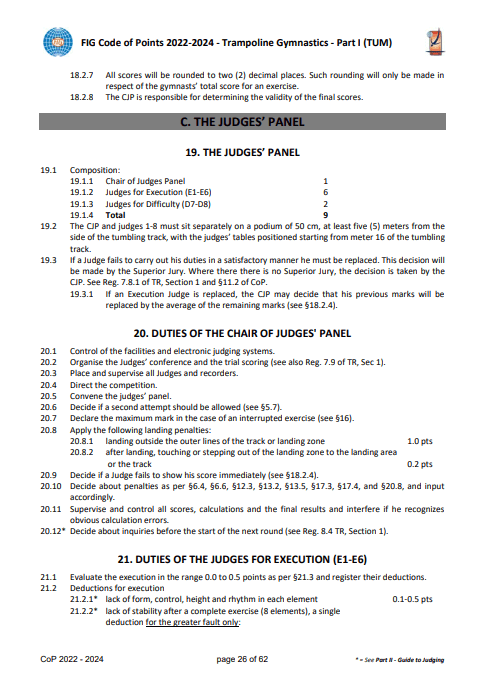 FIG Code of Points 2022-2024 - Trampoline Gymnastics - Part I (TUM)
18.2.7 All scores will be rounded to two (2) decimal places. Such rounding will only be made in
respect of the gymnasts' total score for an exercise.
18.2.8 The CJP is responsible for determining the validity of the final scores.
C. THE JUDGES' PANEL
19. THE JUDGES' PANEL
19.1 Composition:
19.1.1 Chair of Judges Panel 1
19.1.2 Judges for Execution (E1-E6) 6
19.1.3 Judges for Difficulty (D7-D8) 2
19.1.4 Total 9
19.2 The CJP and judges 1-8 must sit separately on a podium of 50 cm, at least five (5) meters from the
side of the tumbling track, with the judges' tables positioned starting from meter 16 of the tumbling
track.
19.3 If a Judge fails to carry out his duties in a satisfactory manner he must be replaced. This decision will
be made by the Superior Jury. Where there there is no Superior Jury, the decision is taken by the
CJP. See Reg. 7.8.1 of TR, Section 1 and §11.2 of CoP.
19.3.1 If an Execution Judge is replaced, the CJP may decide that his previous marks will be
replaced by the average of the remaining marks (see §18.2.4).
20. DUTIES OF THE CHAIR OF JUDGES' PANEL
20.1 Control of the facilities and electronic judging systems.
20.2 Organise the Judges' conference and the trial scoring (see also Reg. 7.9 of TR, Sec 1).
20.3 Place and supervise all Judges and recorders.
20.4 Direct the competition.
20.5 Convene the judges' panel.
20.6 Decide if a second attempt should be allowed (see §5.7).
20.7 Declare the maximum mark in the case of an interrupted exercise (see §16).
20.8 Apply the following landing penalties:
20.8.1 landing outside the outer lines of the track or landing zone 1.0 pts
20.8.2 after landing, touching or stepping out of the landing zone to the landing area
or the track 0.2 pts
20.9 Decide if a Judge fails to show his score immediately (see §18.2.4).
20.10 Decide about penalties as per §6.4, §6.6, §12.3, §13.2, §13.5, §17.3, §17.4, and §20.8, and input
accordingly.
20.11 Supervise and control all scores, calculations and the final results and interfere if he recognizes
obvious calculation errors.
20.12* Decide about inquiries before the start of the next round (see Reg. 8.4 TR, Section 1).
21. DUTIES OF THE JUDGES FOR EXECUTION (E1-E6)
21.1 Evaluate the execution in the range 0.0 to 0.5 points as per §21.3 and register their deductions.
21.2 Deductions for execution
21.2.1* lack of form, control, height and rhythm in each element 0.1-0.5 pts
21.2.2* lack of stability after a complete exercise (8 elements), a single
deduction for the greater fault only:
CoP 2022 - 2024 page 26 of 62 * = See Part II - Guide to Judging